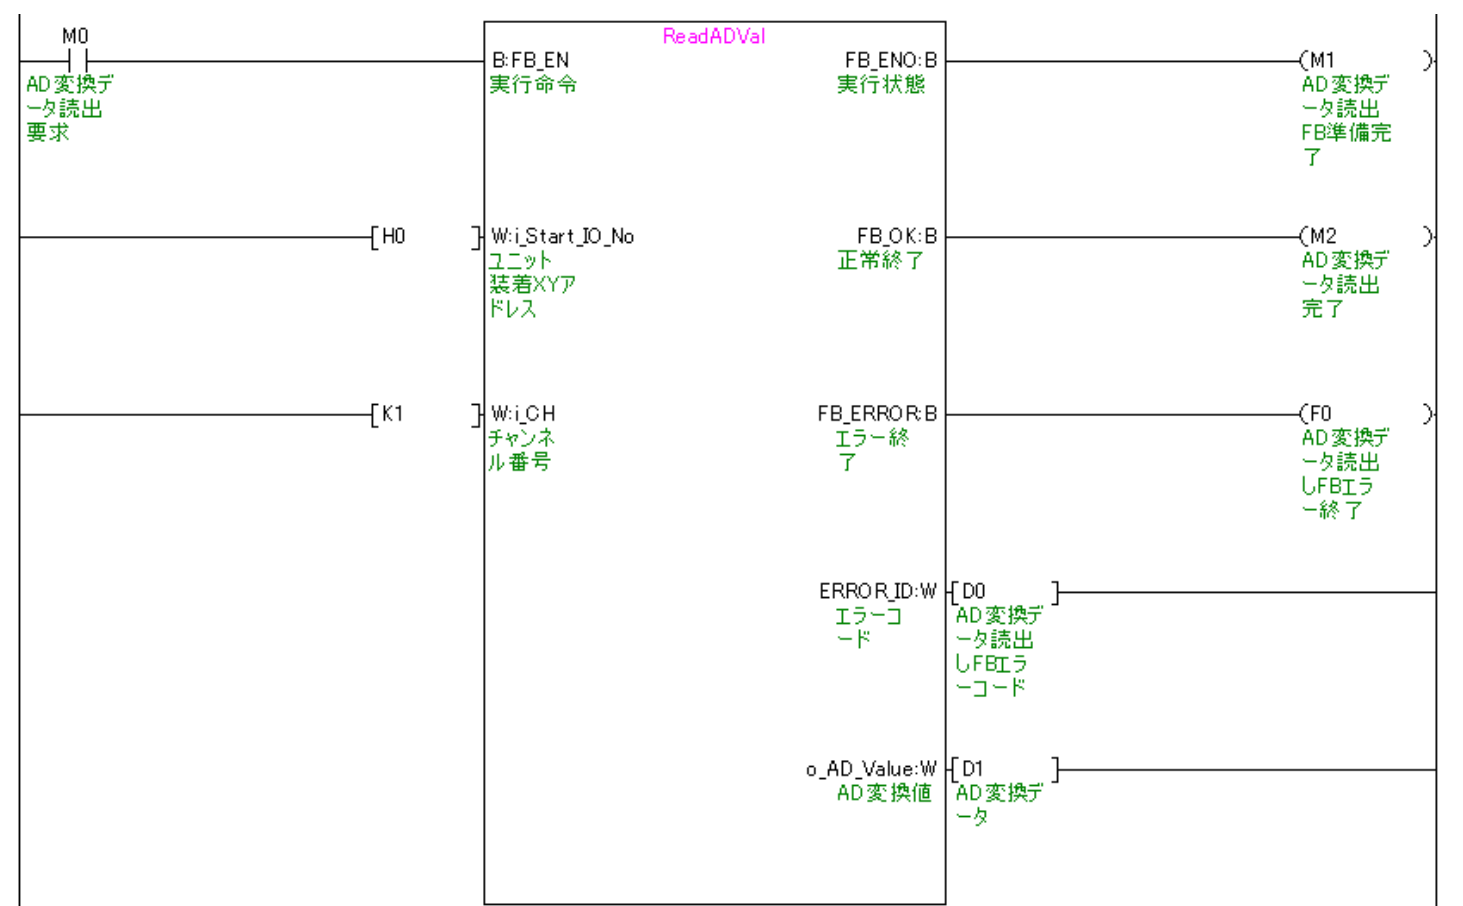 ReadADVal
M0
AD変換デ
ータ読出
要求
B:FB_EN
実行命令
FB_ENO:B
実行状態
M1
AD変換デ
ータ読出
FB準備完
了
H0
W:i_Start_IO_No
ユニット
装着XYア
ドレス
FB_OK:B
正常終了
M2
AD変換デ
ータ読出
完了
K1
W:i_CH
チャンネ
ル番号
FB_ERROR:B
エラー終
了
F0
AD変換デ
ータ読出
しFBエラ
ー終了
ERROR_ID:W
エラーコ
ード
D0
AD変換デ
ータ読出
しFBエラ
ーコード
o_AD_Value:W
AD変換値
D1
AD変換デ
ータ